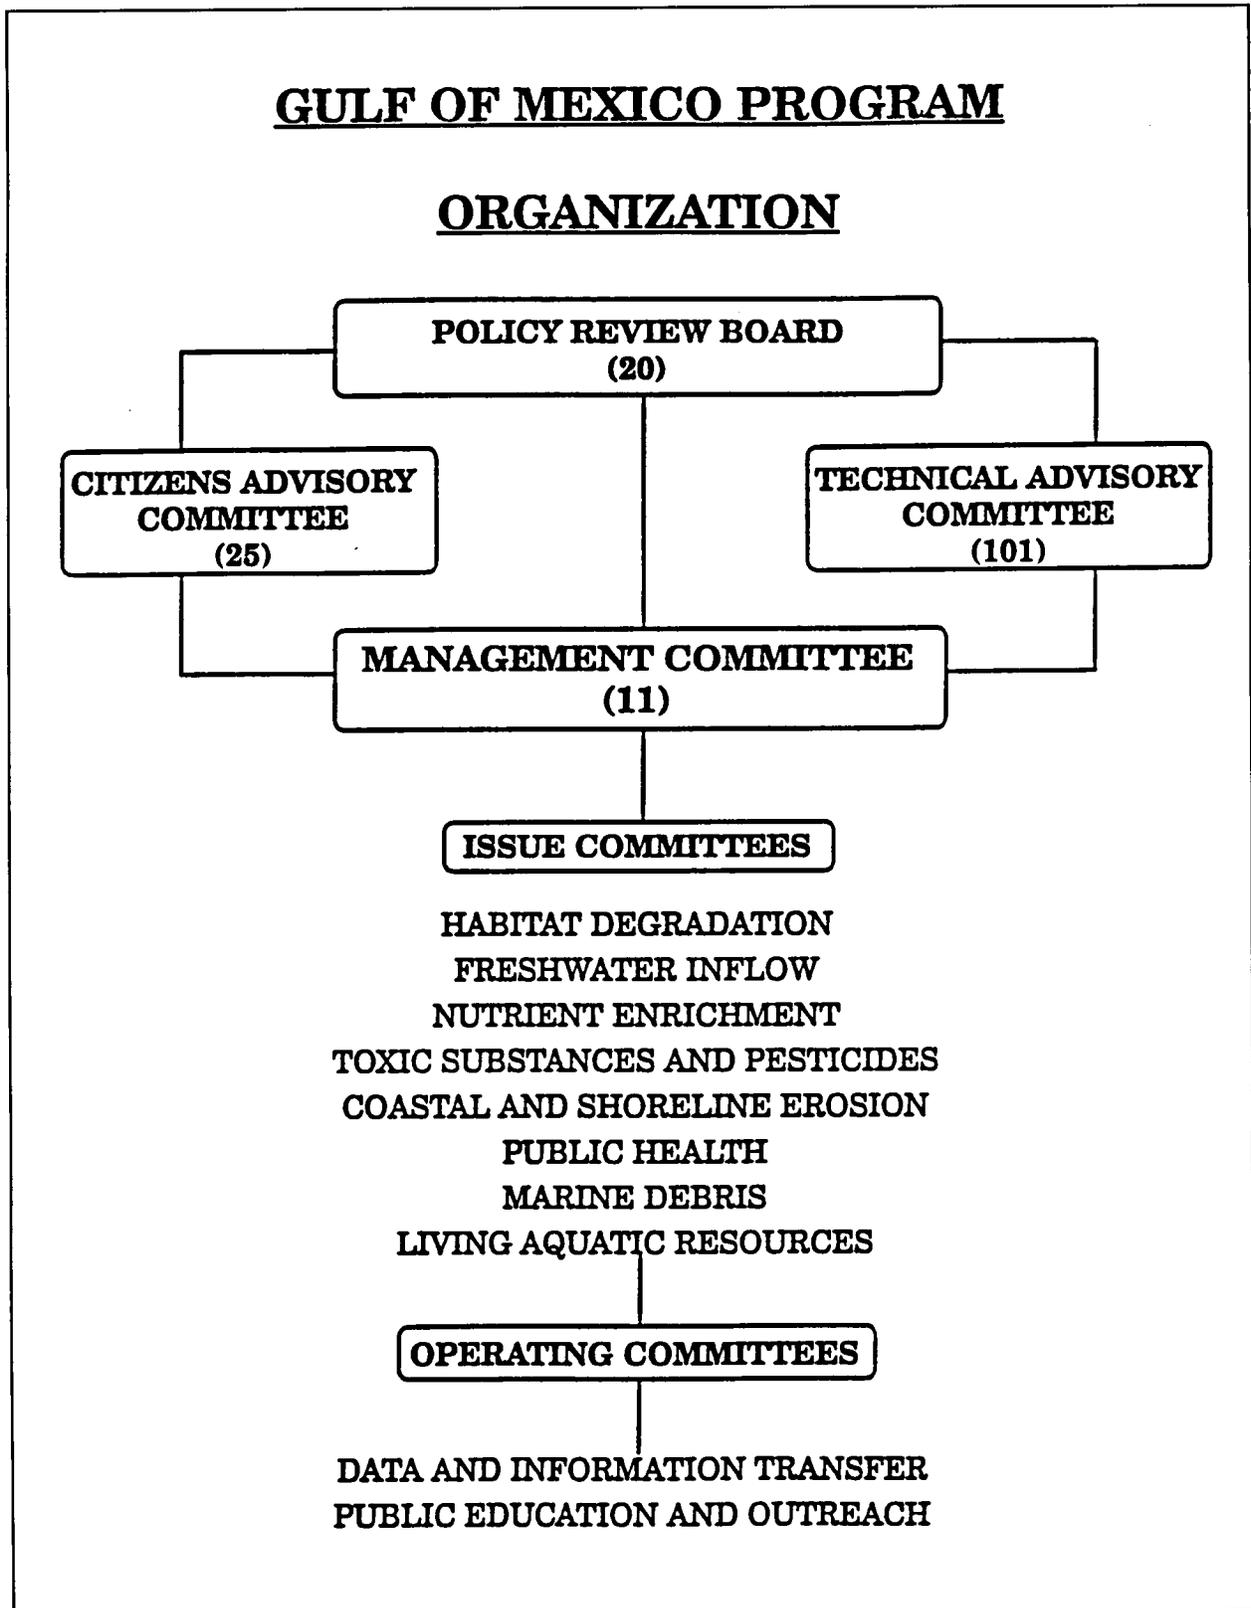 GULF OF MEXICO PROGRAM
ORGANIZATION
POLICY REVIEW BOARD
(20)
CITIZENS ADVISORY
COMMITTEE
(25)
TECHNICAL ADVISORY
COMMITTEE
(101)
MANAGEMENT COMMITTEE
(11)
ISSUE COMMITTEES
HABITAT DEGRADATION
FRESHWATER INFLOW
NUTRIENT ENRICHMENT
TOXIC SUBSTANCES AND PESTICIDES
COASTAL AND SHORELINE EROSION
PUBLIC HEALTH
MARINE DEBRIS
LIVING AQUATIC RESOURCES
OPERATING COMMITTEES
DATA AND INFORMATION TRANSFER
PUBLIC EDUCATION AND OUTREACH